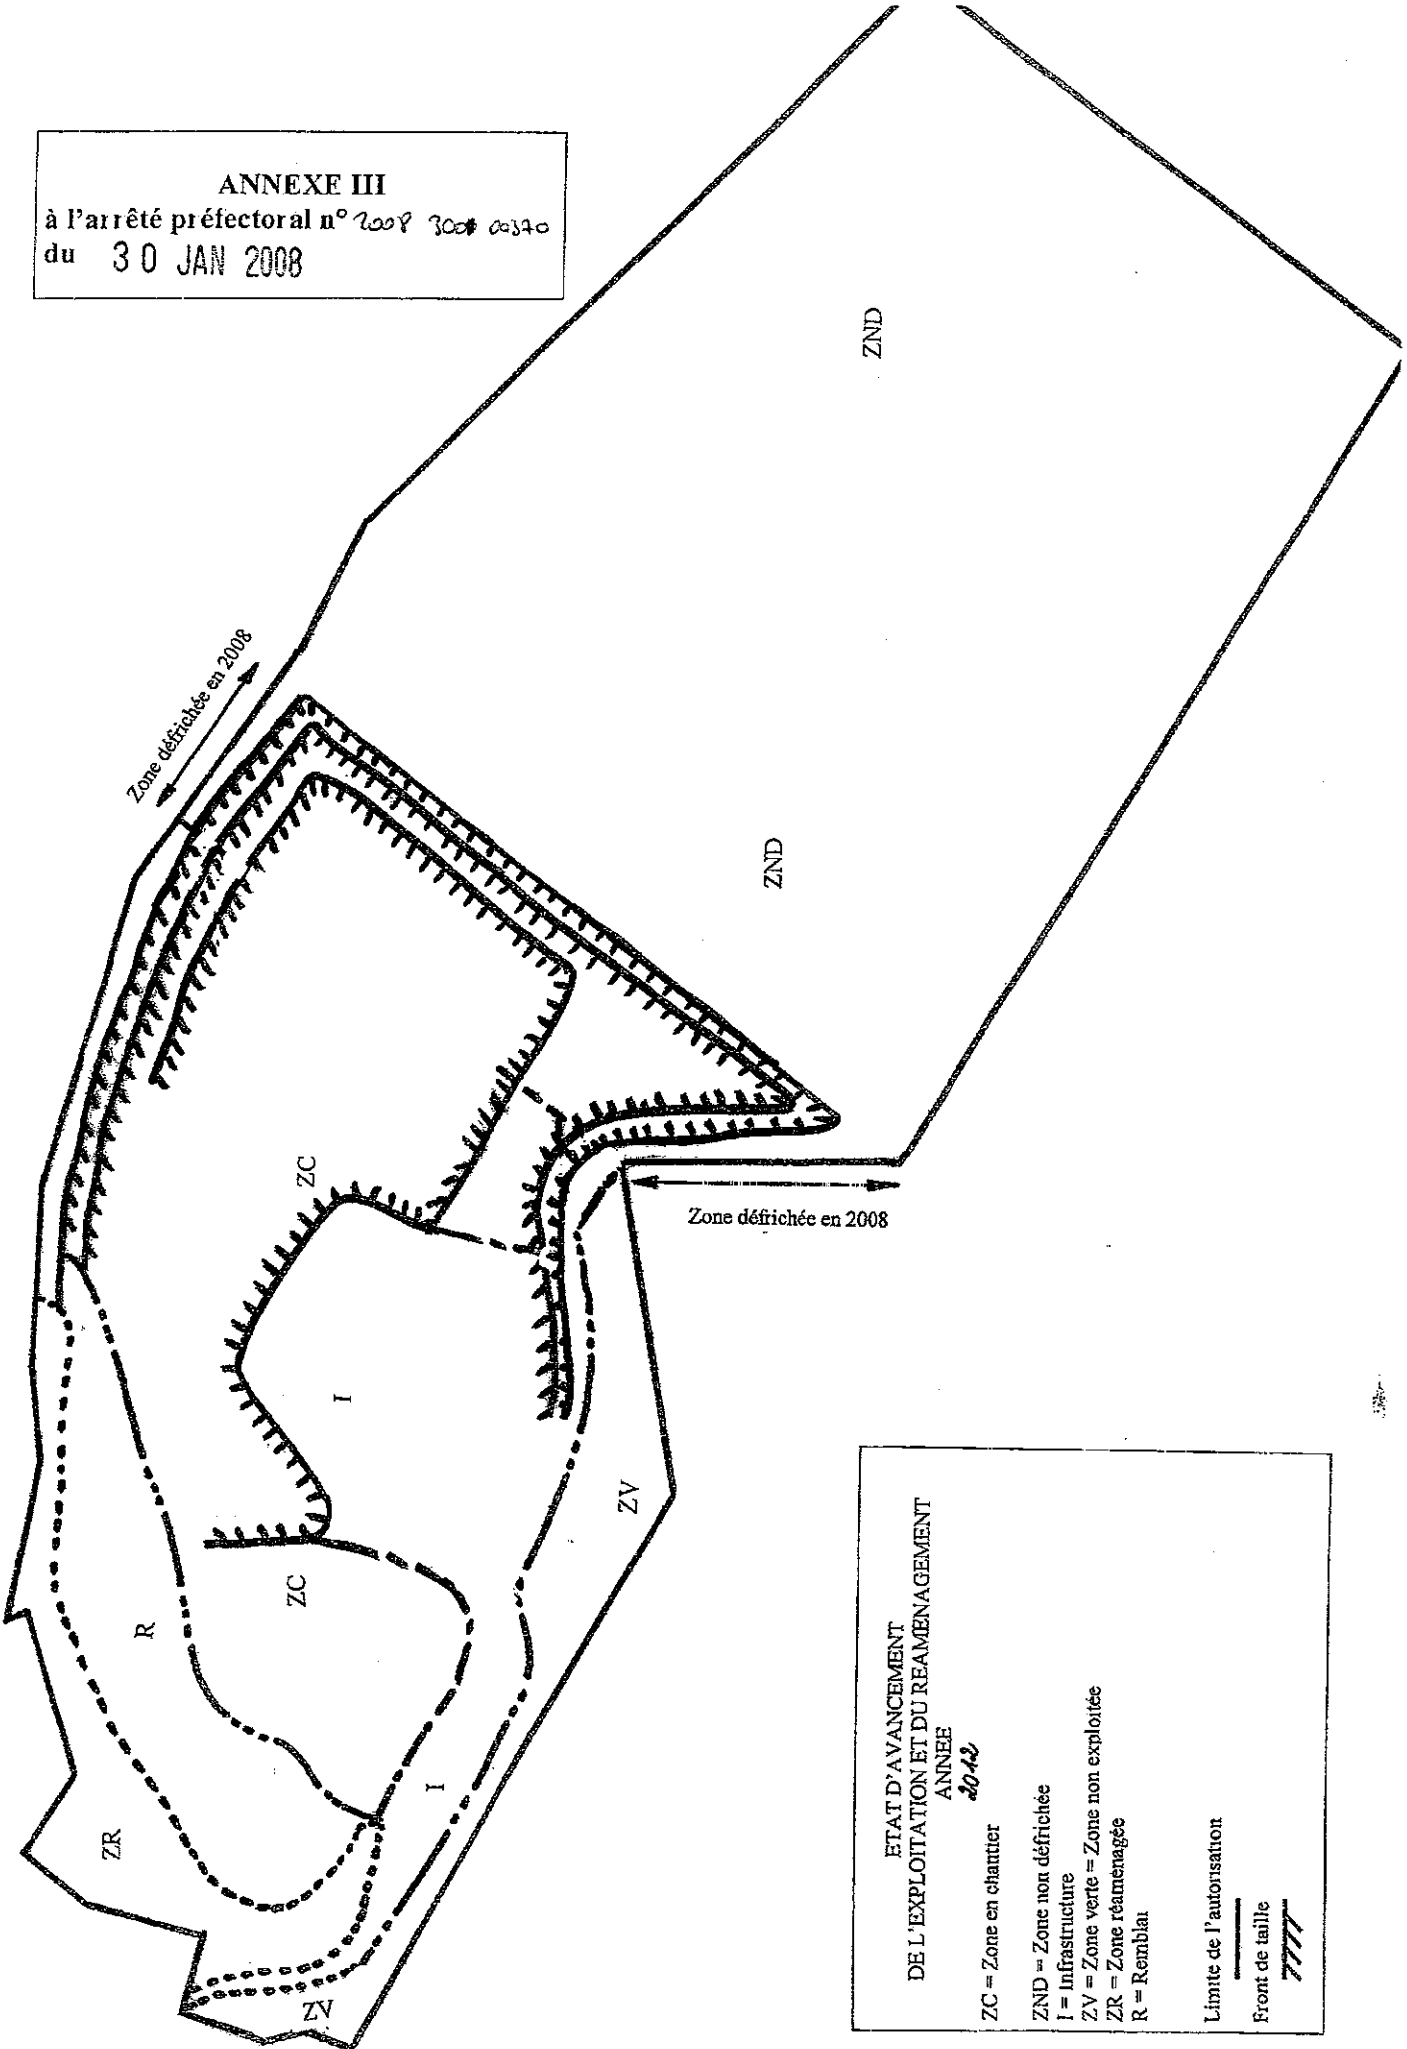 ANNEXE III
à l'arrêté préfectoral n° 2008
du 30 JAN 2008
ZND
Zone défrichée en 2008
ZND
ZC
Zone défrichée en 2008
I
ZV
ZC
R
I
ZR
ZV
ETAT D'AVANCEMENT
DE L'EXPLOITATION ET DU REAMENAGEMENT
ANNEE
2012
ZC = Zone en chantier
ZND = Zone non défrichée
I = Infrastructure
ZV = Zone verte = Zone non exploitée
ZR = Zone réaménagée
R = Remblai
Limite de l'autorisation
Front de taille